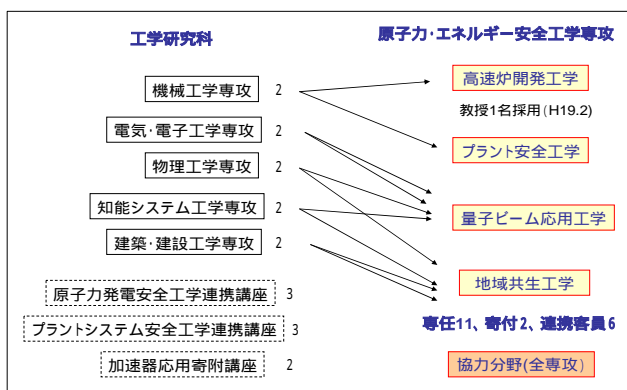 工学研究科
機械工学専攻 2
電気・電子工学専攻 2
物理工学専攻 2
知能システム工学専攻 2
建築・建設工学専攻 2
原子力発電安全工学連携講座 3
プラントシステム安全工学連携講座 3
加速器応用寄附講座 2
原子力・エネルギー安全工学専攻
高速炉開発工学
教授1名採用(H19.2)
プラント安全工学
量子ビーム応用工学
地域共生工学
専任11、寄付2、連携客員6
協力分野(全専攻)